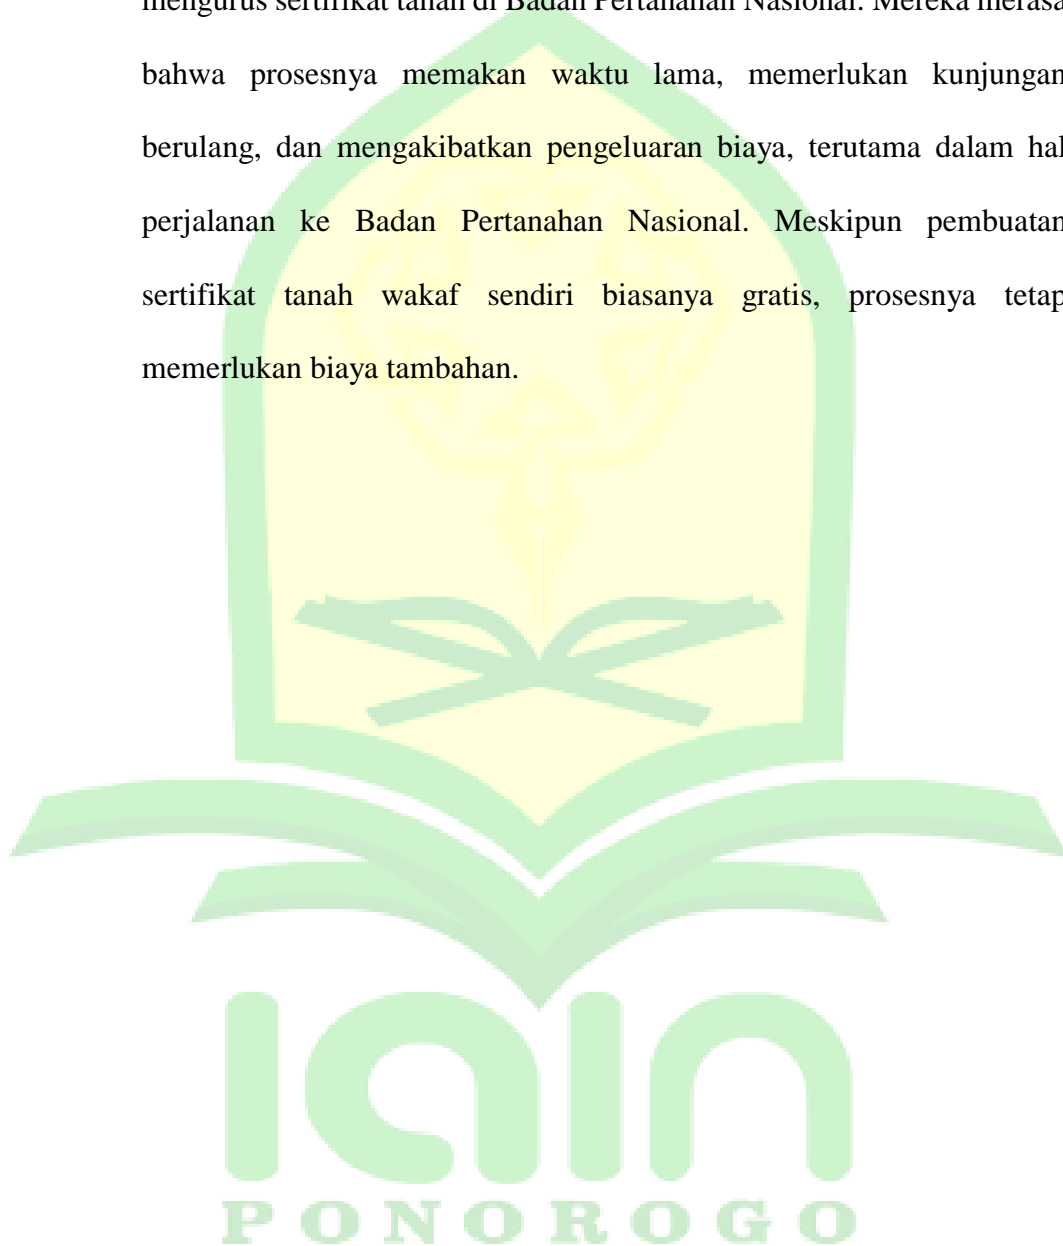 mengurus sertifikat tanah di Badan Pertanahan Nasional. Mereka merasa
bahwa prosesnya memakan waktu lama, memerlukan kunjungan
berulang, dan mengakibatkan pengeluaran biaya, terutama dalam hal
perjalanan ke Badan Pertanahan Nasional. Meskipun pembuatan
sertifikat tanah wakaf sendiri biasanya gratis, prosesnya tetap
memerlukan biaya tambahan.
IAIN
PONOROGO